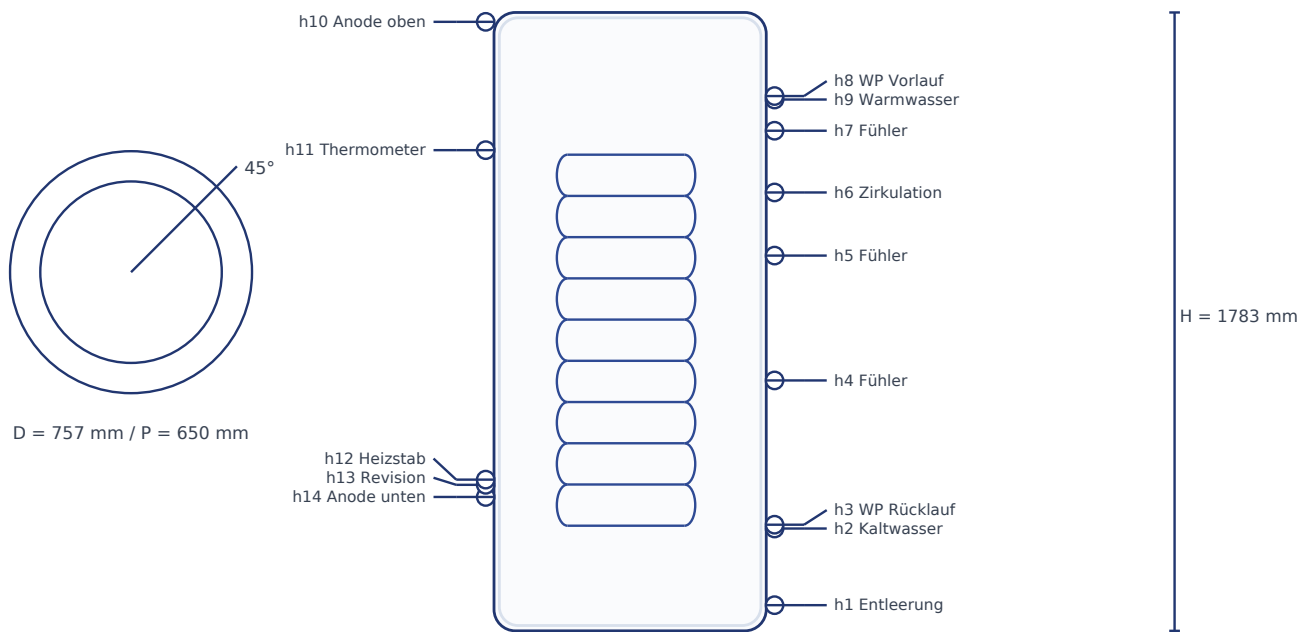 h10 Anode oben
h8 WP Vorlauf
h9 Warmwasser
h7 Fühler
h11 Thermometer
45°
h6 Zirkulation
h5 Fühler
H = 1783 mm
h4 Fühler
D = 757 mm / P = 650 mm
h12 Heizstab
h13 Revision
h14 Anode unten
h3 WP Rücklauf
h2 Kaltwasser
h1 Entleerung